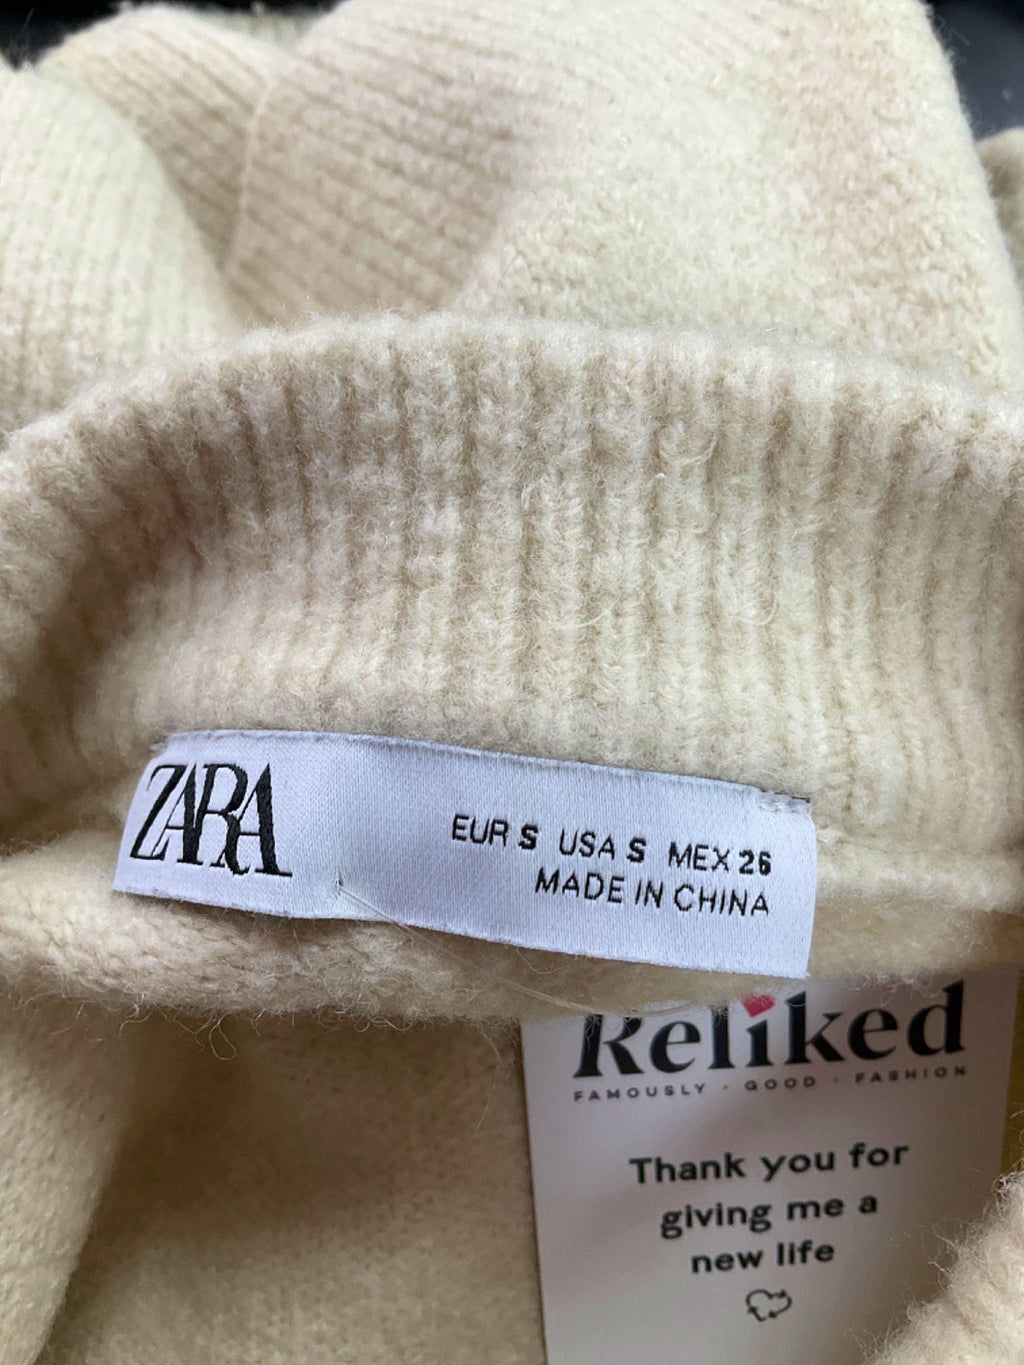 ZARA
EUR S USA S MEX 26
MADE IN CHINA
Reliked
FAMOUSLY · GOOD · FASHION
Thank you for
giving me a
new life